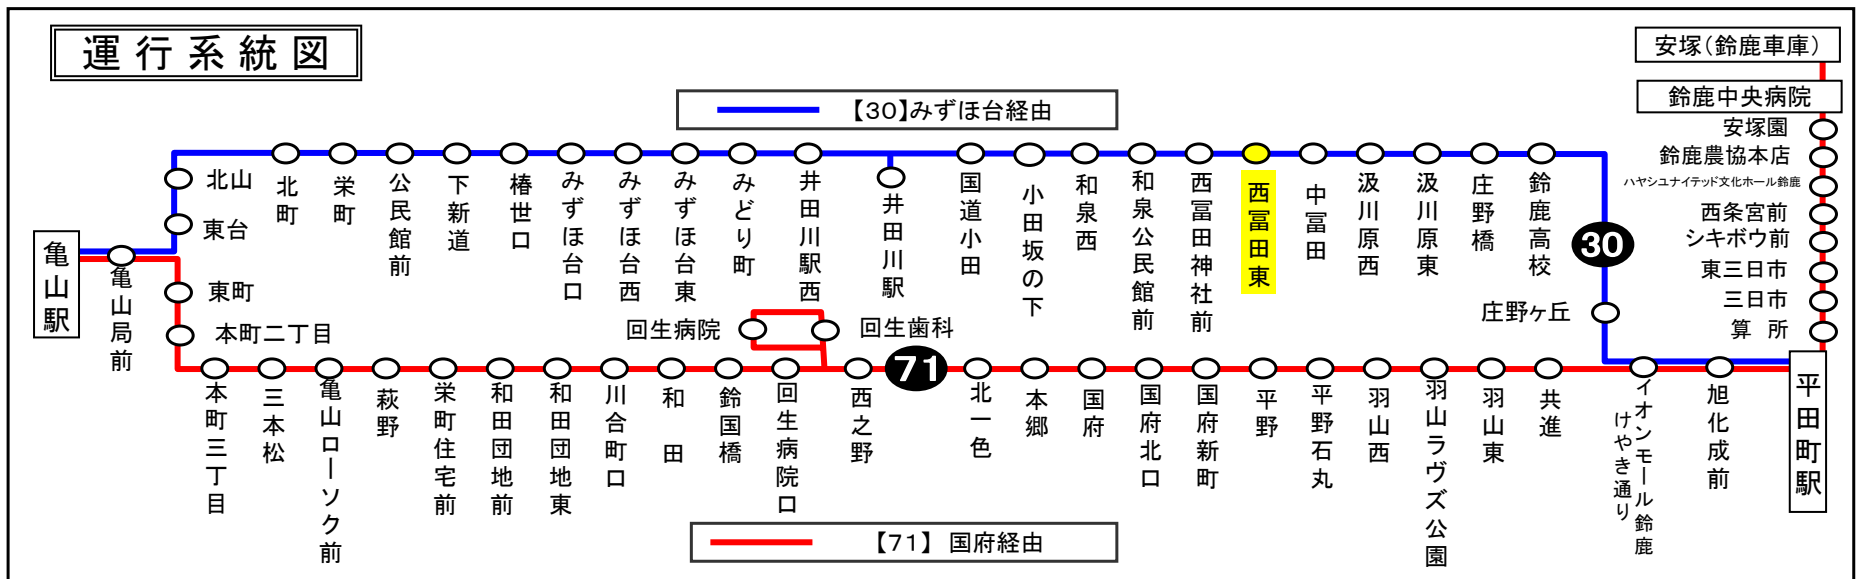 運行系統図
【30】みずほ台経由
安塚（鈴鹿車庫）
鈴鹿中央病院
安塚園
鈴鹿農協本店
ハヤシユナイテッド文化ホール鈴鹿
西条宮前
シキボウ前
東三日市
三日市
算 所
平田町駅
亀山駅
亀山局前
東台
北山
北町
栄町
公民館前
下新道
椿世口
みずほ台口
みずほ台西
みずほ台東
みどり町
井田川駅西
井田川駅
国道小田
小田坂の下
和泉西
和泉公民館前
西冨田神社前
西冨田東
中冨田
汲川原西
汲川原東
庄野橋
鈴鹿高校
30
庄野ヶ丘
東町
本町二丁目
回生病院
回生歯科
71
本町三丁目
三本松
亀山ローソク前
萩野
栄町住宅前
和田団地前
和田団地東
川合町口
和 田
鈴国橋
回生病院口
西之野
北一色
本郷
国府
国府北口
国府新町
平野
平野石丸
羽山西
羽山ラヴズ公園
羽山東
共進
イオンモール鈴鹿
けやき通り
旭化成前
【71】 国府経由